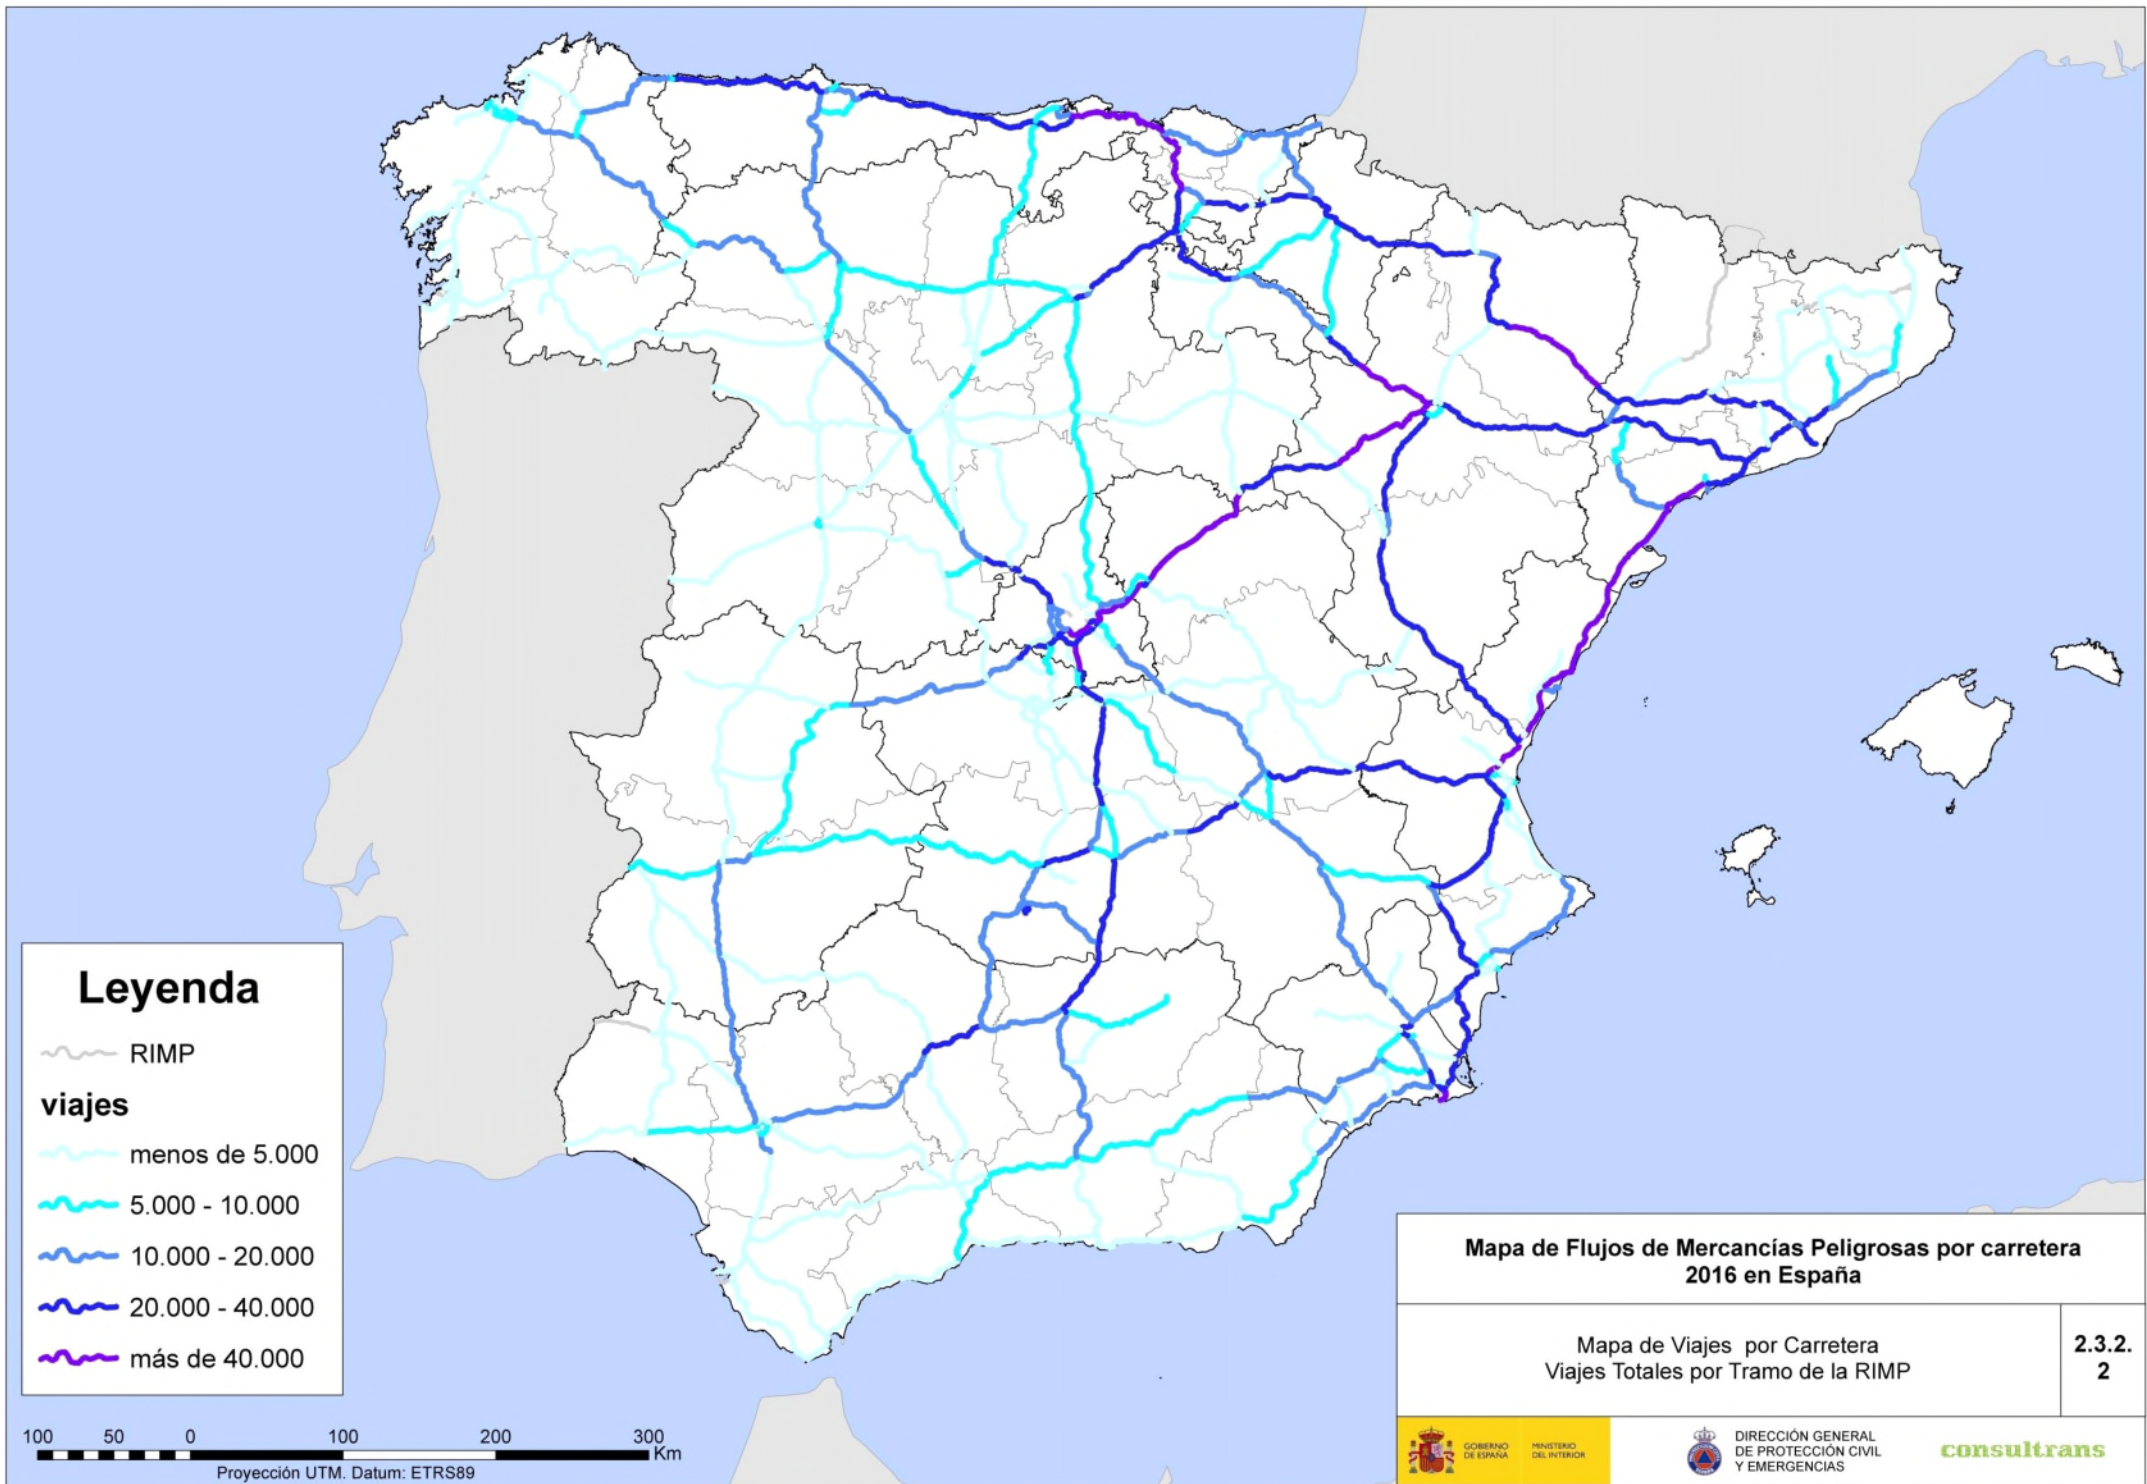 Leyenda
RIMP
viajes
menos de 5.000
5.000 - 10.000
10.000 - 20.000
20.000 - 40.000
más de 40.000
100 50 0 100 200 300
Km
Proyección UTM. Datum: ETRS89
Mapa de Flujos de Mercancías Peligrosas por carretera
2016 en España
Mapa de Viajes por Carretera
Viajes Totales por Tramo de la RIMP
2.3.2.
2
GOBIERNO
DE ESPAÑA
MINISTERIO
DEL INTERIOR
DIRECCIÓN GENERAL
DE PROTECCIÓN CIVIL
Y EMERGENCIAS
consultrans